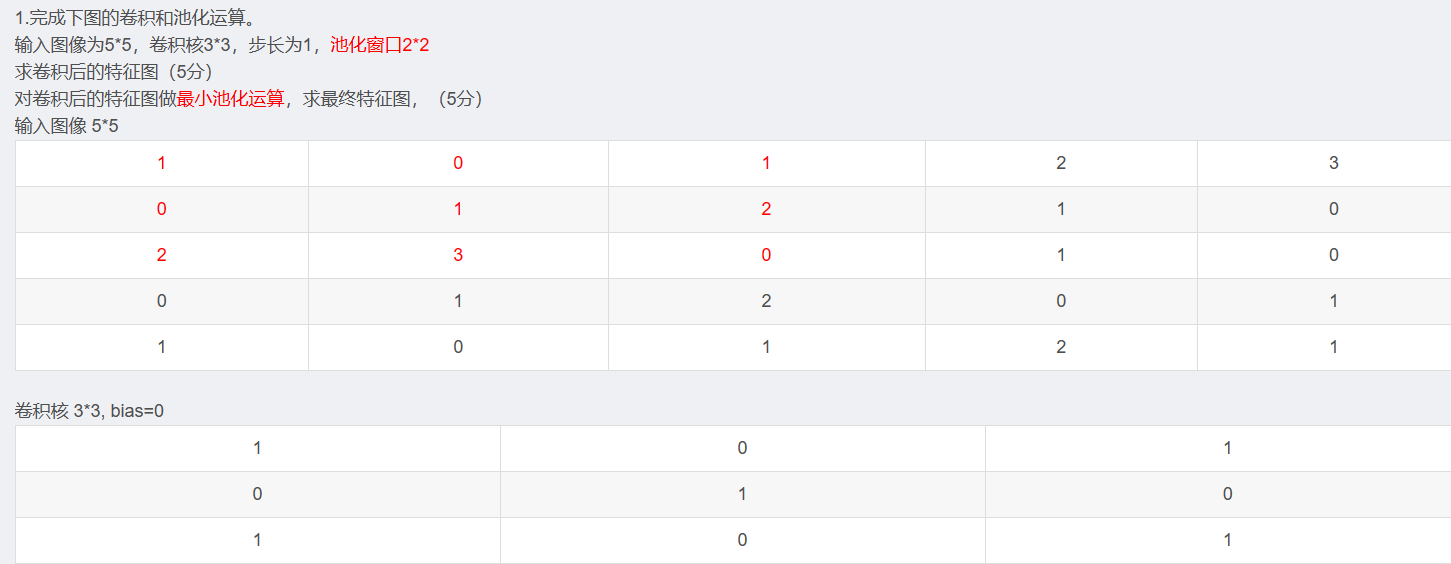 1.完成下图的卷积和池化运算。
输入图像为5*5，卷积核3*3，步长为1，池化窗口2*2
求卷积后的特征图（5分）
对卷积后的特征图做最小池化运算，求最终特征图，（5分）
输入图像 5*5
1 0 1 2 3
0 1 2 1 0
2 3 0 1 0
0 1 2 0 1
1 0 1 2 1
卷积核 3*3, bias=0
1 0 1
0 1 0
1 0 1